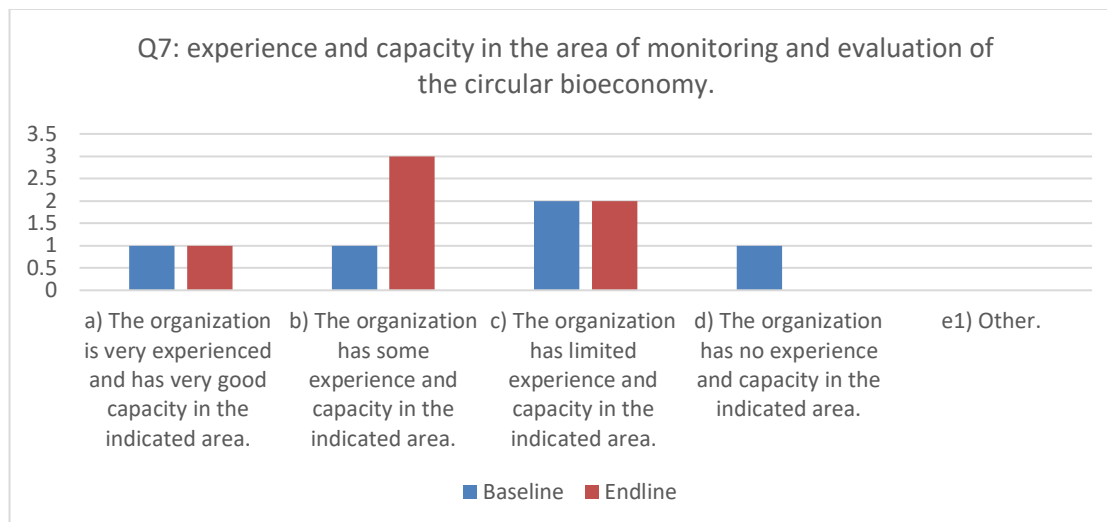 Q7: experience and capacity in the area of monitoring and evaluation of
the circular bioeconomy.
3.5
3
2.5
2
1.5
1
0.5
0
a) The organization
is very experienced
and has very good
capacity in the
indicated area.
b) The organization
has some
experience and
capacity in the
indicated area.
c) The organization
has limited
experience and
capacity in the
indicated area.
d) The organization
has no experience
and capacity in the
indicated area.
e1) Other.
Baseline
Endline